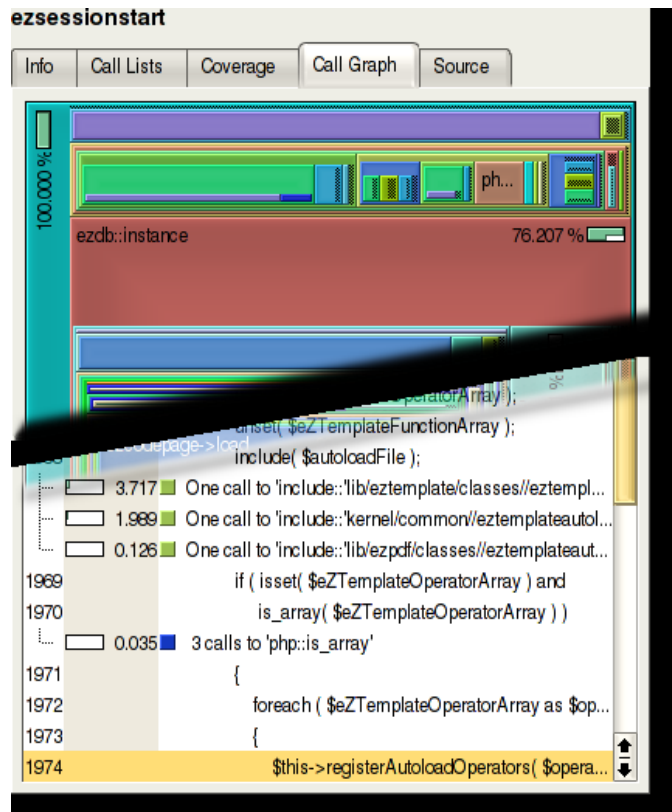 ezsessionstart
Info Call Lists Coverage Call Graph Source
100.000 %
ph...
ezdb::instance 76.207 %
%
OperatorArray );
unset( $eZTemplateFunctionArray );
->load
include( $autoloadFile );
3.717 One call to 'include::'lib/eztemplate/classes//eztempl...
1.989 One call to 'include::'kernel/common//eztemplateautol...
0.126 One call to 'include::'lib/ezpdf/classes//eztemplateaut...
1969 if ( isset( $eZTemplateOperatorArray ) and
1970 is_array( $eZTemplateOperatorArray ) )
0.035 3 calls to 'php::is_array'
1971 {
1972 foreach ( $eZTemplateOperatorArray as $op...
1973 {
1974 $this->registerAutoloadOperators( $opera...